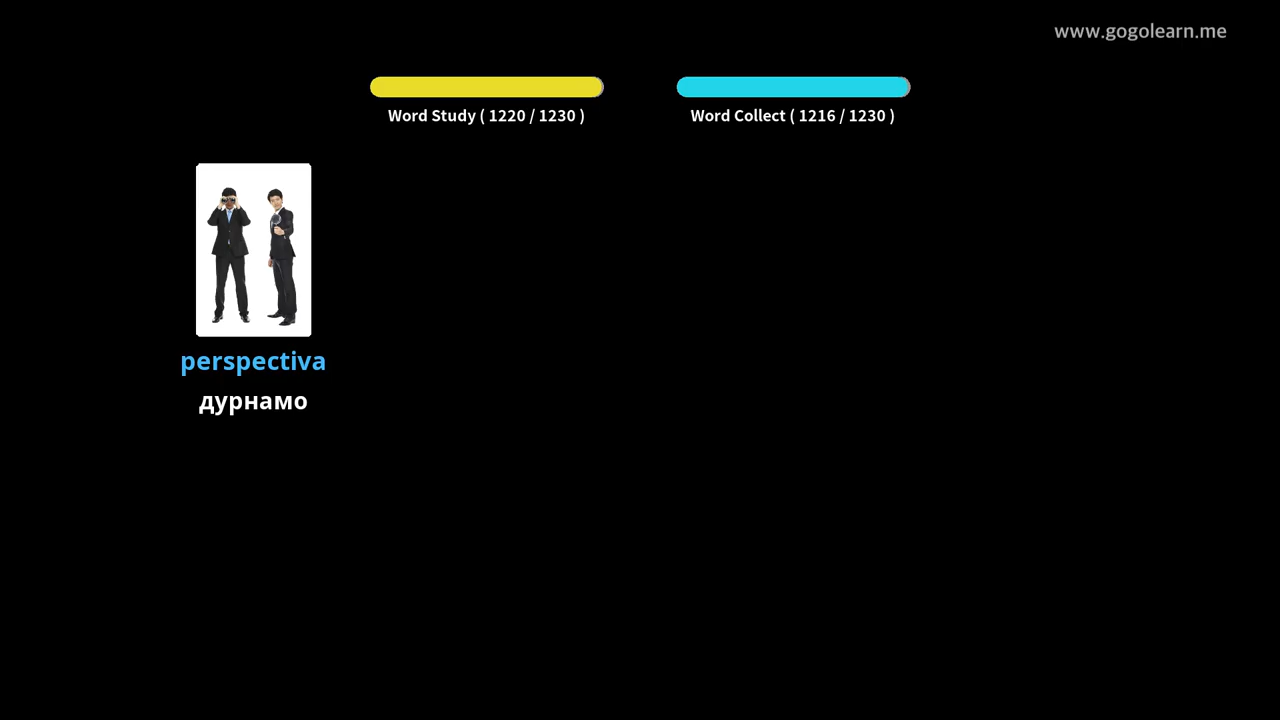 www.gogolearn.me
Word Study ( 1220 / 1230 )
Word Collect ( 1216 / 1230 )
perspectiva
дурнамо